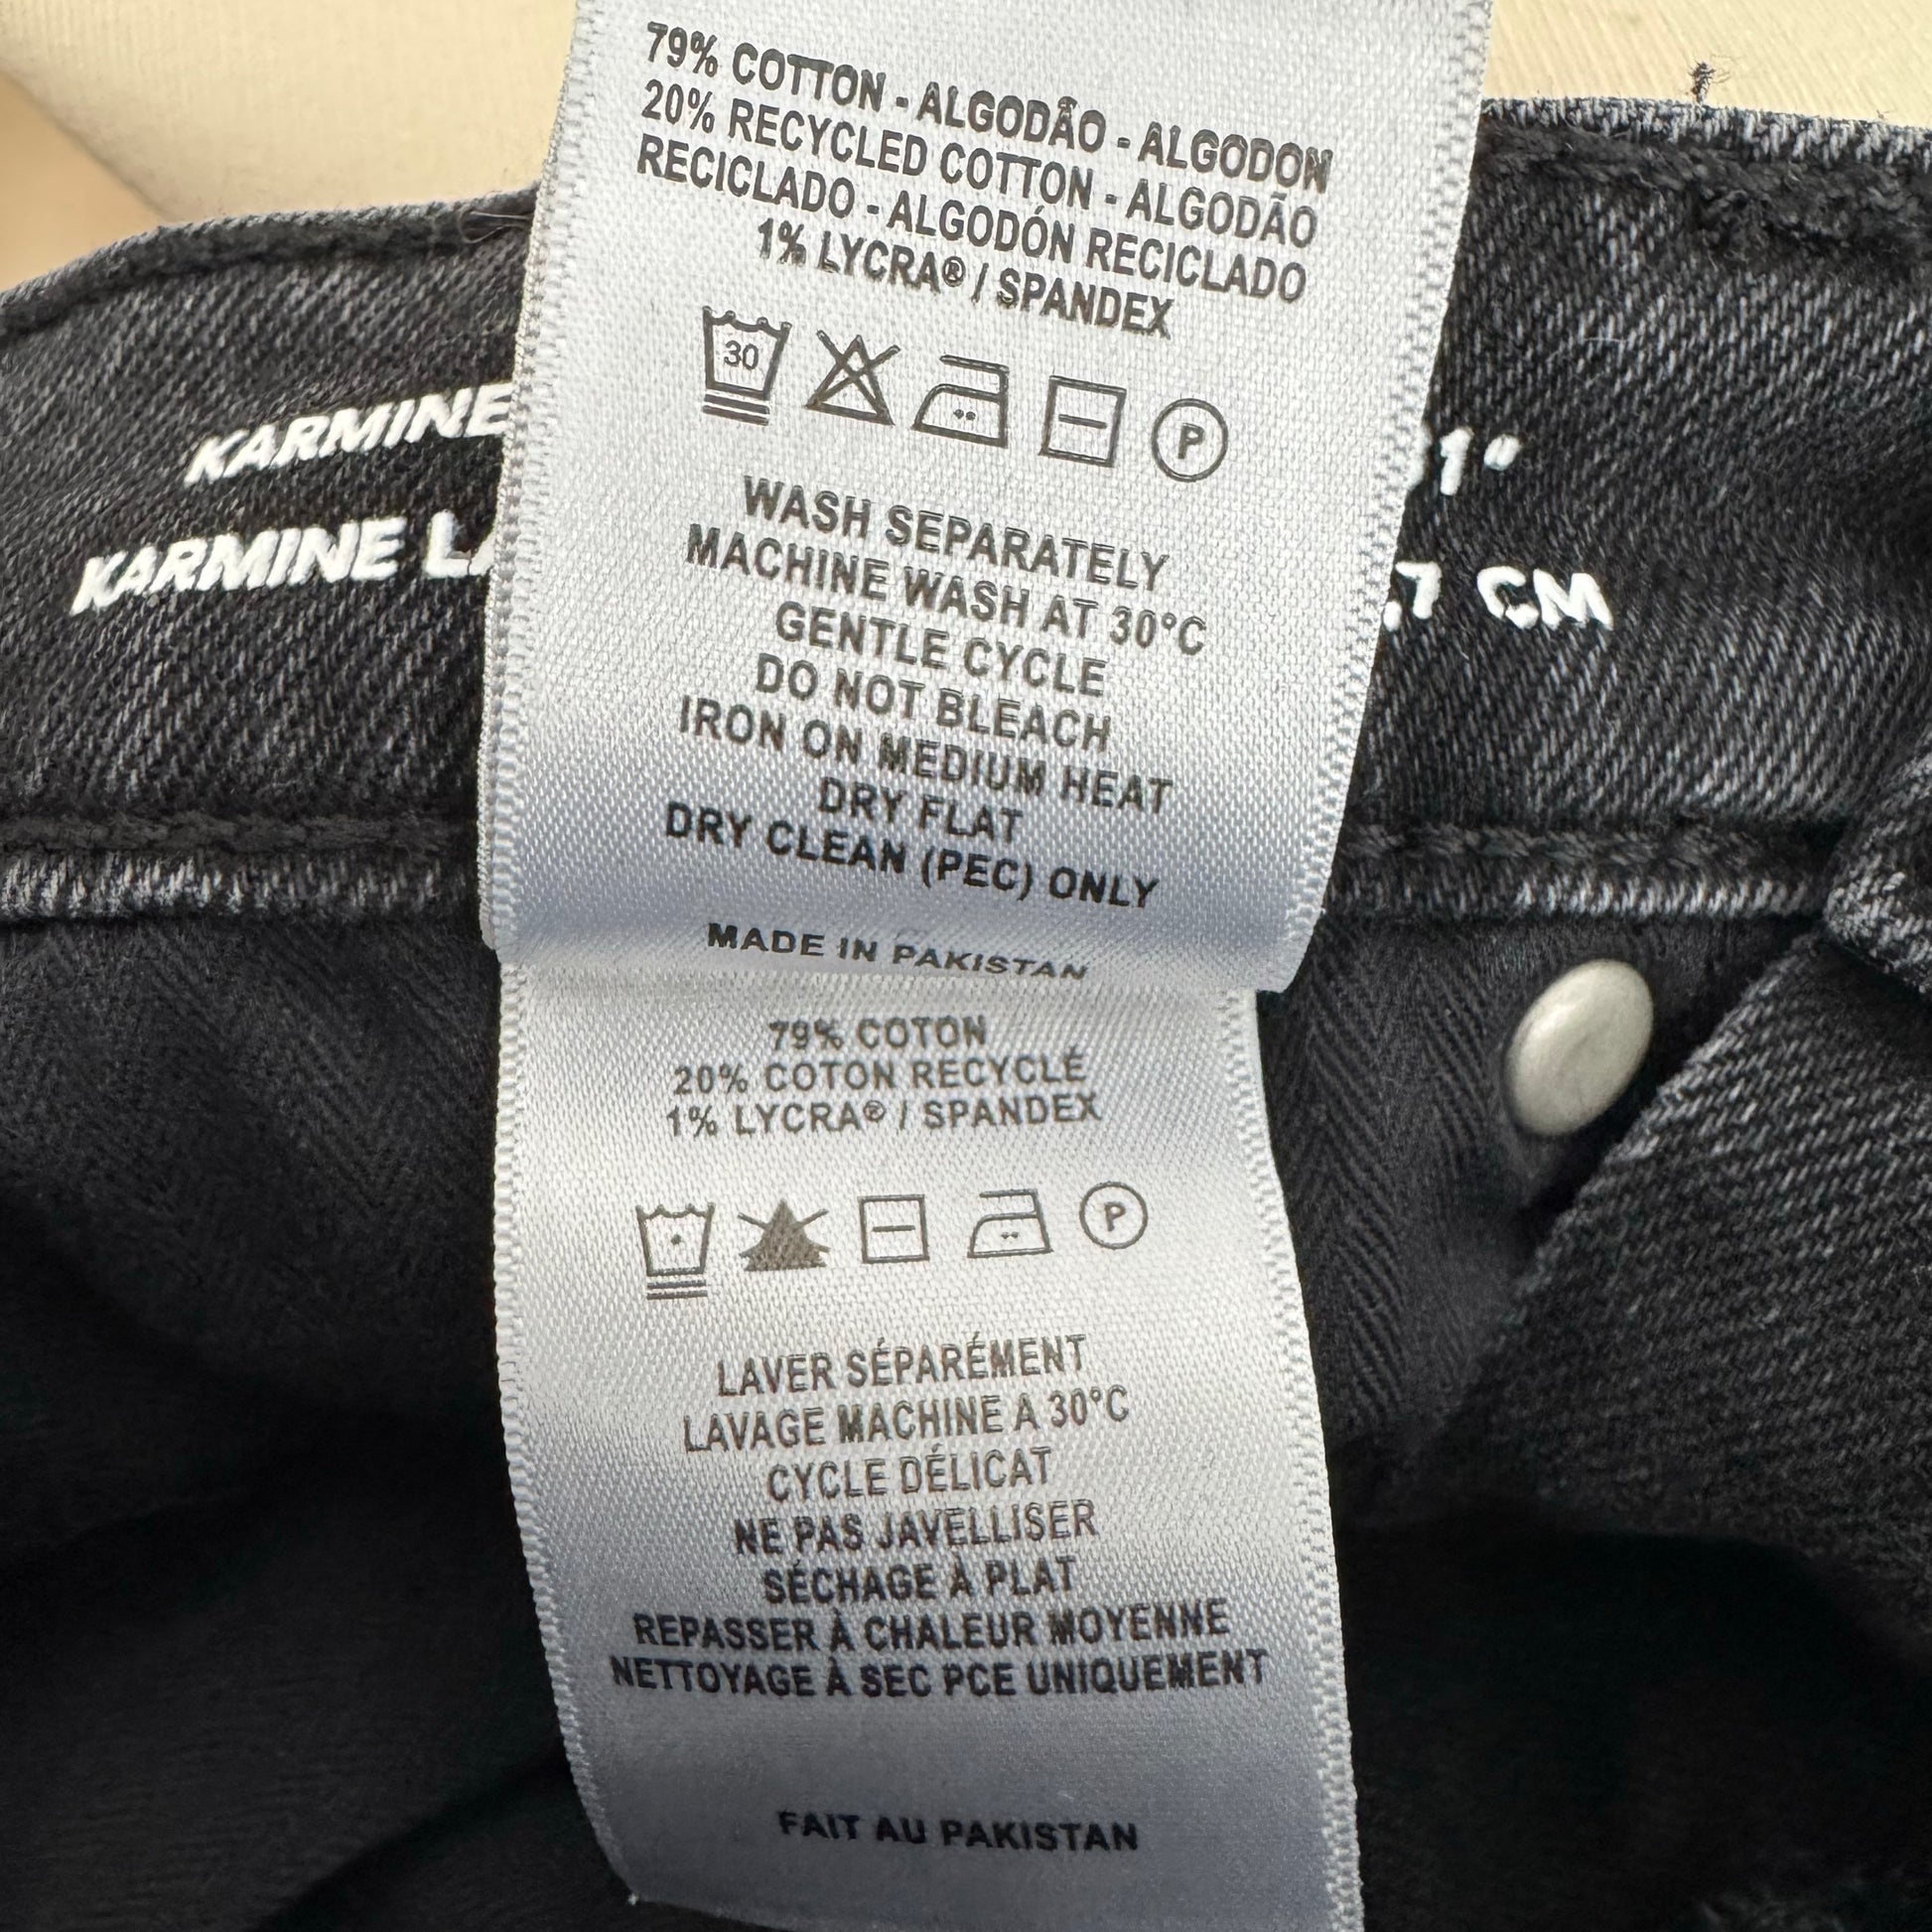 79% COTTON - ALGODÃO - ALGODON
20% RECYCLED COTTON - ALGODÃO
RECICLADO - ALGODÓN RECICLADO
1% LYCRA® / SPANDEX
30
P
KARMINE
1"
KARMINE
7 CM
WASH SEPARATELY
MACHINE WASH AT 30°C
GENTLE CYCLE
DO NOT BLEACH
IRON ON MEDIUM HEAT
DRY FLAT
DRY CLEAN (PEC) ONLY
MADE IN PAKISTAN
79% COTON
20% COTON RECYCLÉ
1% LYCRA® / SPANDEX
P
LAVER SÉPARÉMENT
LAVAGE MACHINE A 30°C
CYCLE DÉLICAT
NE PAS JAVELLISER
SÉCHAGE À PLAT
REPASSER À CHALEUR MOYENNE
NETTOYAGE À SEC PCE UNIQUEMENT
FAIT AU PAKISTAN